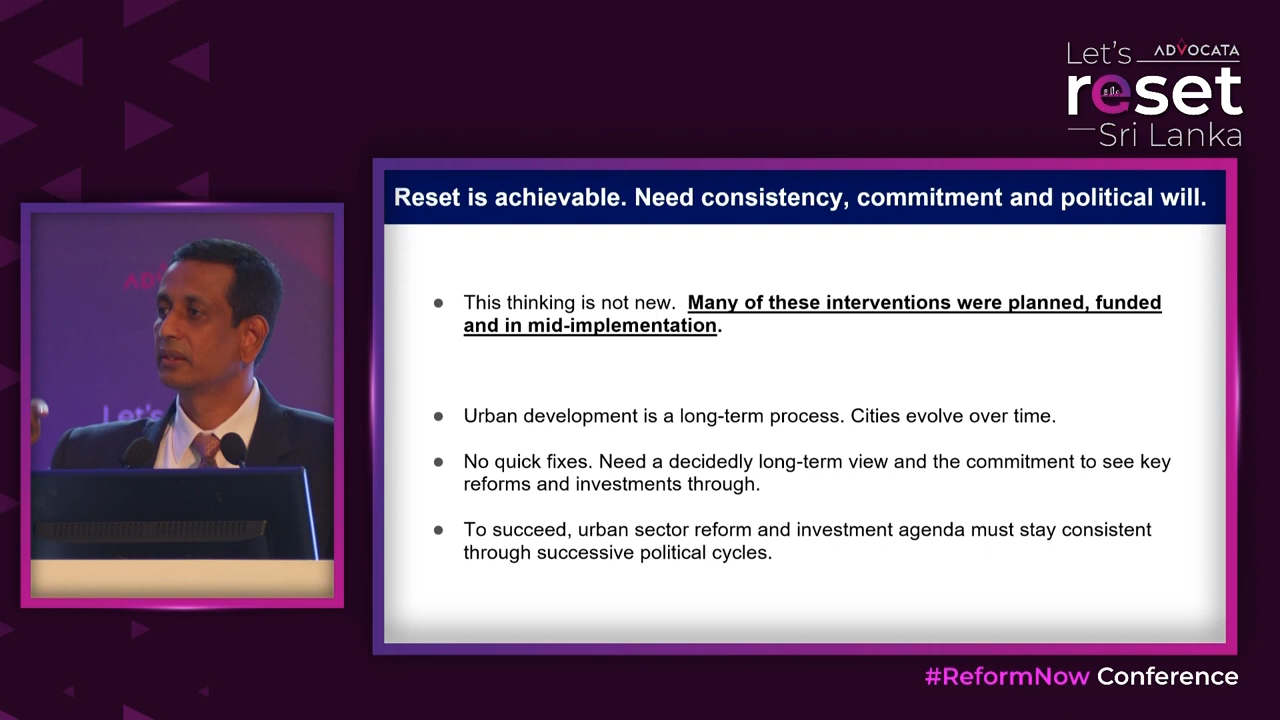 Let's
ADVOCATA
reset
Sri Lanka
Reset is achievable. Need consistency, commitment and political will.
● This thinking is not new. Many of these interventions were planned, funded
and in mid-implementation.
● Urban development is a long-term process. Cities evolve over time.
● No quick fixes. Need a decidedly long-term view and the commitment to see key
reforms and investments through.
● To succeed, urban sector reform and investment agenda must stay consistent
through successive political cycles.
Let's
#ReformNow Conference